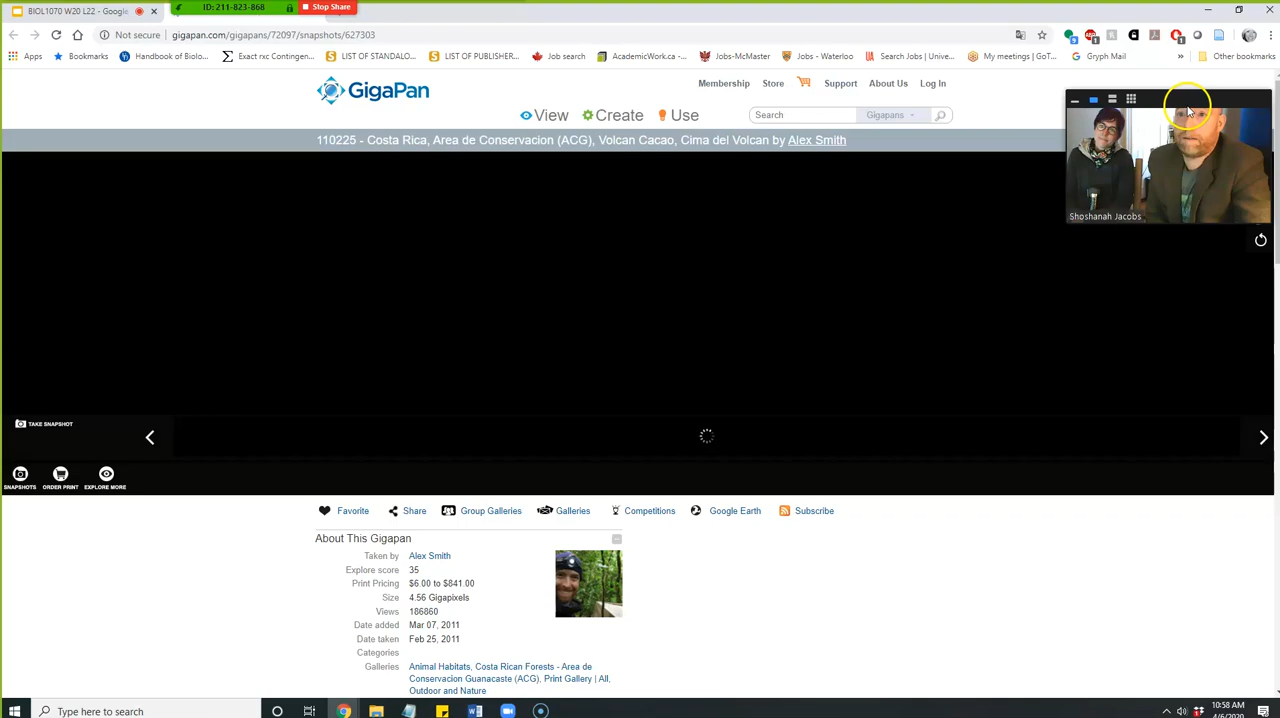 BIOL1070 W20 L22 - Google
ID: 211-823-868
Stop Share
Not secure gigapan.com/gigapans/72097/snapshots/627303
Apps Bookmarks Handbook of Biolo... Exact rxc Contingen... LIST OF STANDALO... LIST OF PUBLISHER... Job search AcademicWork.ca -... Jobs-McMaster Jobs - Waterloo Search Jobs | Unive... My meetings | GoT... Gryph Mail » Other bookmarks
GigaPan
Membership Store Support About Us Log In
View Create Use
Search Gigapans
110225 - Costa Rica, Area de Conservacion (ACG), Volcan Cacao, Cima del Volcan by Alex Smith
Shoshanah Jacobs
TAKE SNAPSHOT
SNAPSHOTS ORDER PRINT EXPLORE MORE
Favorite Share Group Galleries Galleries Competitions Google Earth Subscribe
About This Gigapan
Taken by Alex Smith
Explore score 35
Print Pricing $6.00 to $841.00
Size 4.56 Gigapixels
Views 186860
Date added Mar 07, 2011
Date taken Feb 25, 2011
Categories
Galleries Animal Habitats, Costa Rican Forests - Area de
Conservacion Guanacaste (ACG), Print Gallery | All,
Outdoor and Nature
Type here to search
10:58 AM
4/6/2020